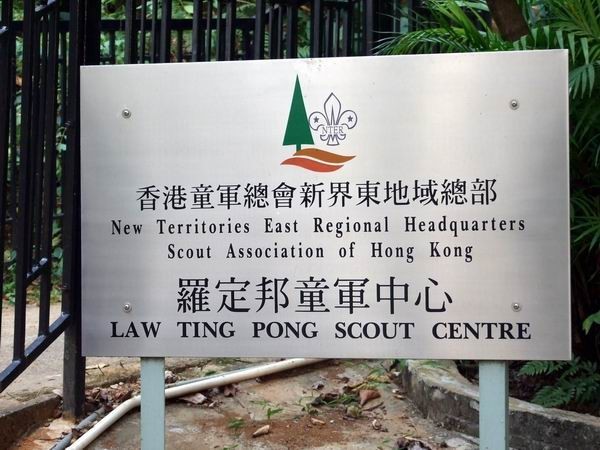 NTER
香港童軍總會新界東地域總部
New Territories East Regional Headquarters
Scout Association of Hong Kong
羅定邦童軍中心
LAW TING PONG SCOUT CENTRE